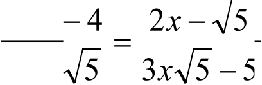 -4/√5 = (2x - √5)/(3x√5 - 5)